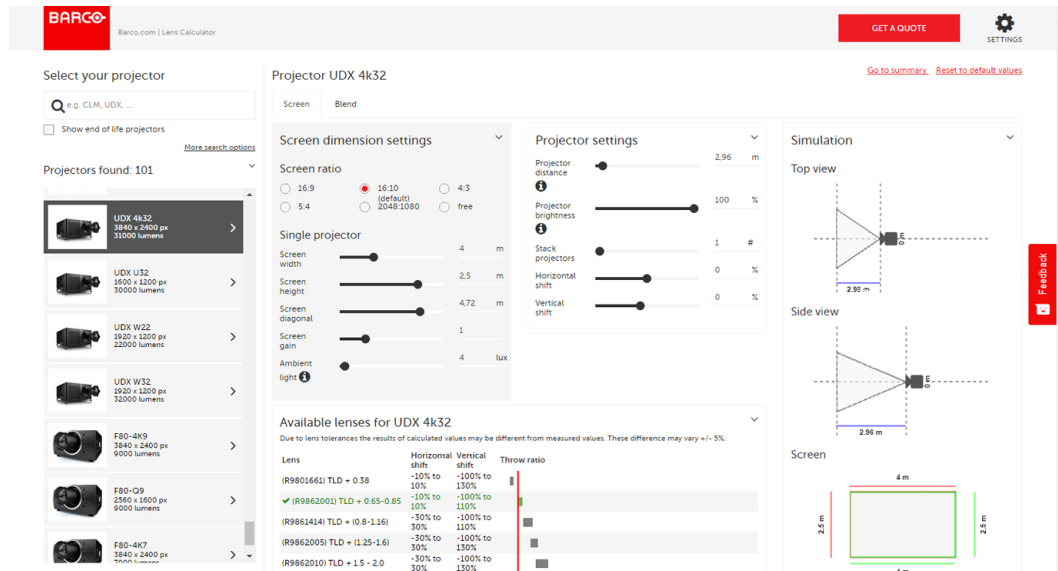 BARCO
Barco.com | Lens Calculator
GET A QUOTE
SETTINGS
Select your projector
e.g. CLM, UDX, ...
Show end of life projectors
More search options
Projectors found: 101
UDX 4k32
3840 x 2400 px
31000 lumens
UDX U32
1600 x 1200 px
30000 lumens
UDX W22
1920 x 1200 px
22000 lumens
UDX W32
1920 x 1200 px
32000 lumens
F80-4K9
3840 x 2400 px
9000 lumens
F80-Q9
2560 x 1600 px
9000 lumens
F80-4K7
3840 x 2400 px
7000 lumens
Projector UDX 4k32
Go to summary Reset to default values
Screen Blend
Screen dimension settings
Screen ratio
16:9 16:10 (default) 4:3
5:4 2048:1080 free
Single projector
Screen width 4 m
Screen height 2,5 m
Screen diagonal 4,72 m
Screen gain 1
Ambient light 4 lux
Projector settings
Projector distance 2,96 m
Projector brightness 100 %
Stack projectors 1 #
Horizontal shift 0 %
Vertical shift 0 %
Available lenses for UDX 4k32
Due to lens tolerances the results of calculated values may be different from measured values. These difference may vary +/- 5%.
Lens Horizontal shift Vertical shift Throw ratio
(R9801661) TLD + 0.38 -10% to 10% -100% to 130%
(R9862001) TLD + 0.65-0.85 -10% to 10% -100% to 110%
(R9861414) TLD + (0.8-1.16) -30% to 30% -100% to 110%
(R9862005) TLD + (1.25-1.6) -30% to 30% -100% to 130%
(R9862010) TLD + 1.5 - 2.0 -30% to 30% -100% to 130%
Simulation
Top view
0 m
2.96 m
Side view
0 m
2.96 m
Screen
4 m
2.5 m
2.5 m
4 m
Feedback